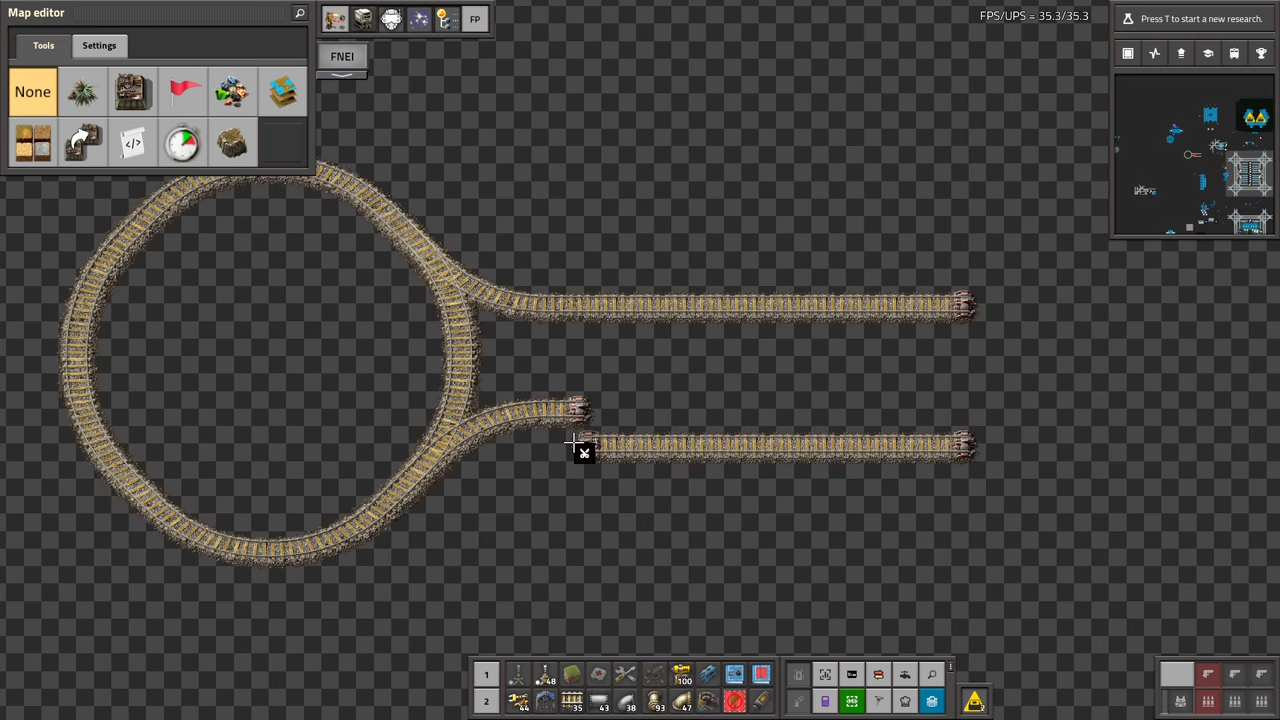 Map editor
Tools
Settings
None
</>
FP
FNEI
FPS/UPS = 35.3/35.3
Press T to start a new research.
1
48
100
2
44
35
43
38
93
47
2